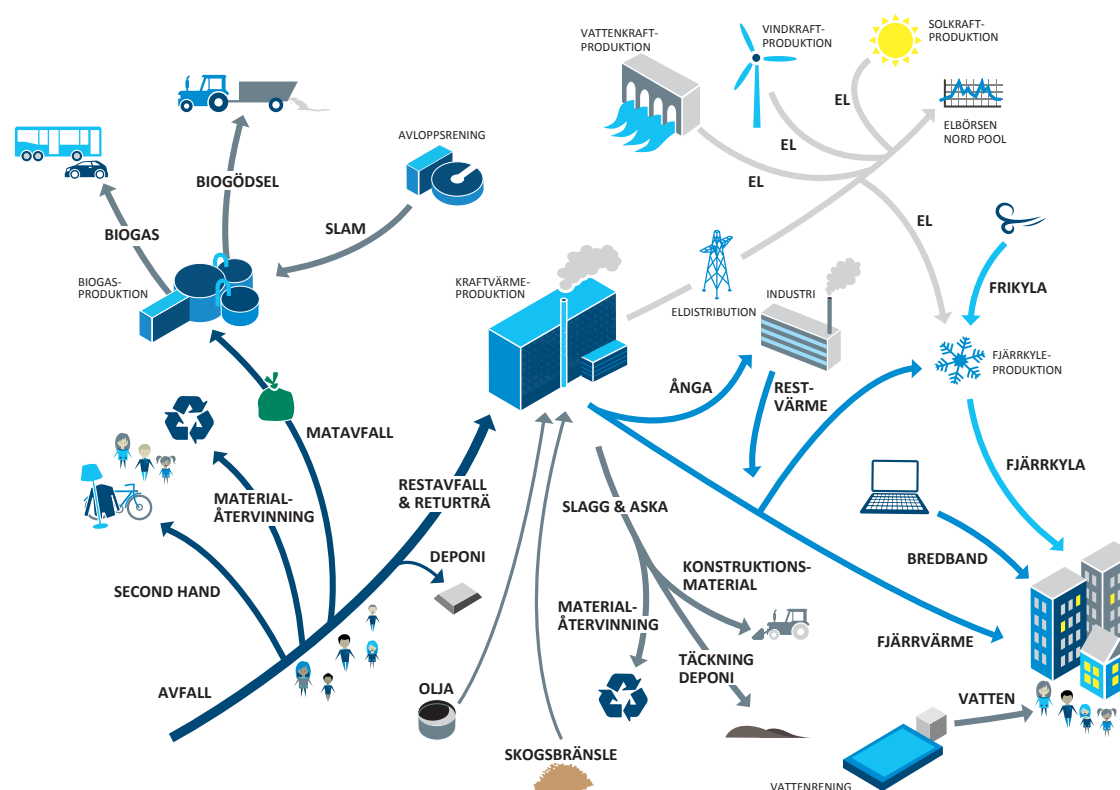 VATTENKRAFT-
PRODUKTION
VINDKRAFT-
PRODUKTION
SOLKRAFT-
PRODUKTION
EL
EL
EL
ELBÖRSEN
NORD POOL
AVLOPPSRENING
BIOGÖDSEL
BIOGAS
SLAM
EL
BIOGAS-
PRODUKTION
KRAFTVÄRME-
PRODUKTION
ELDISTRIBUTION
INDUSTRI
FRIKYLA
FJÄRRKYLE-
PRODUKTION
ÅNGA
REST-
VÄRME
MATAVFALL
FJÄRRKYLA
MATERIAL-
ÅTERVINNING
RESTAVFALL
& RETURTRÄ
SLAGG & ASKA
DEPONI
BREDBAND
SECOND HAND
KONSTRUKTIONS-
MATERIAL
MATERIAL-
ÅTERVINNING
FJÄRRVÄRME
TÄCKNING
DEPONI
AVFALL
OLJA
VATTEN
SKOGSBRÄNSLE
VATTENRENING